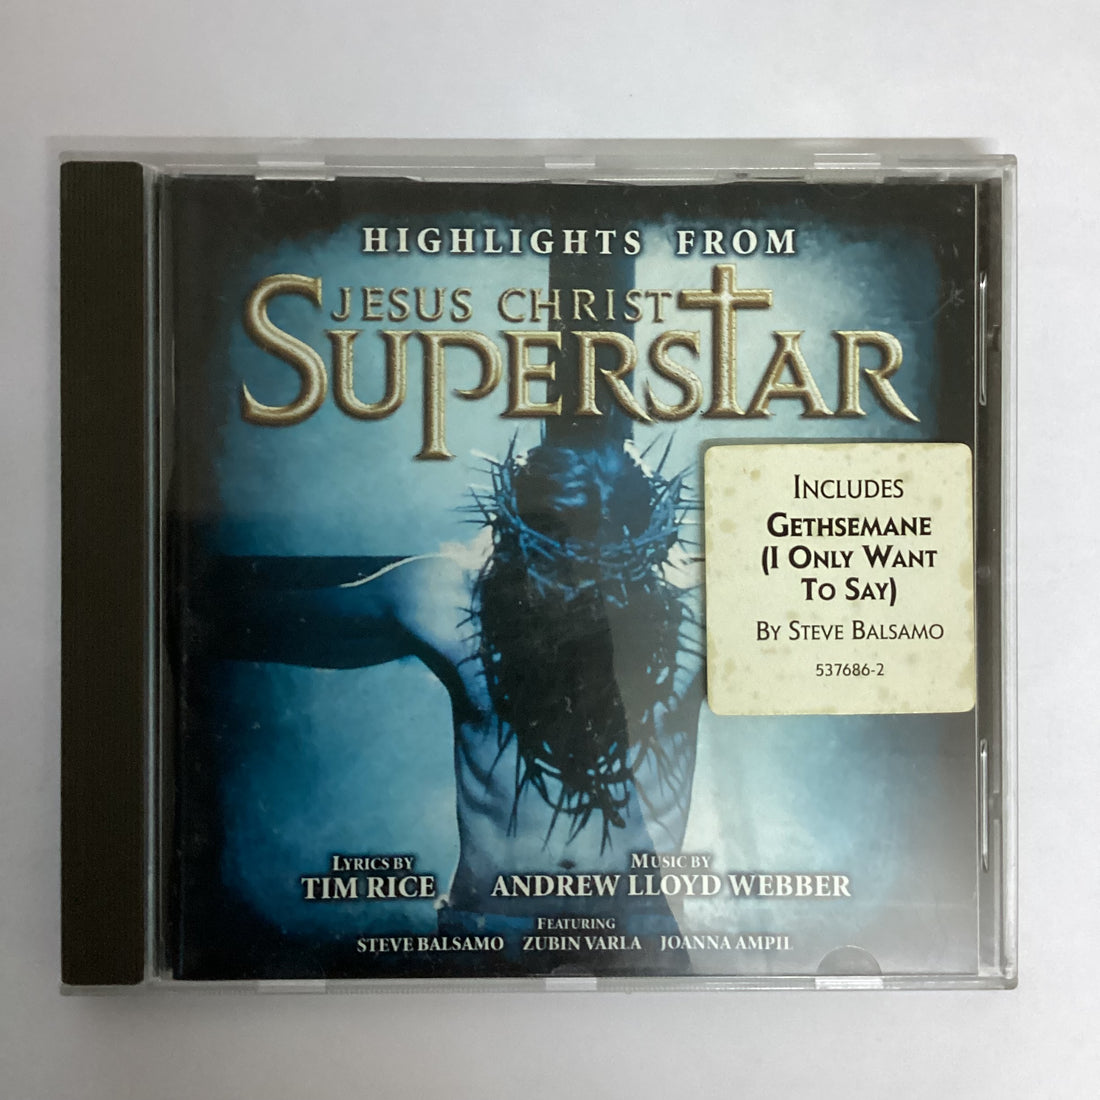 HIGHLIGHTS FROM
JESUS CHRIST
SUPERSTAR
INCLUDES
GETHSEMANE
(I ONLY WANT
TO SAY)
BY STEVE BALSAMO
537686-2
LYRICS BY
TIM RICE
MUSIC BY
ANDREW LLOYD WEBBER
FEATURING
STEVE BALSAMO ZUBIN VARLA JOANNA AMPIL